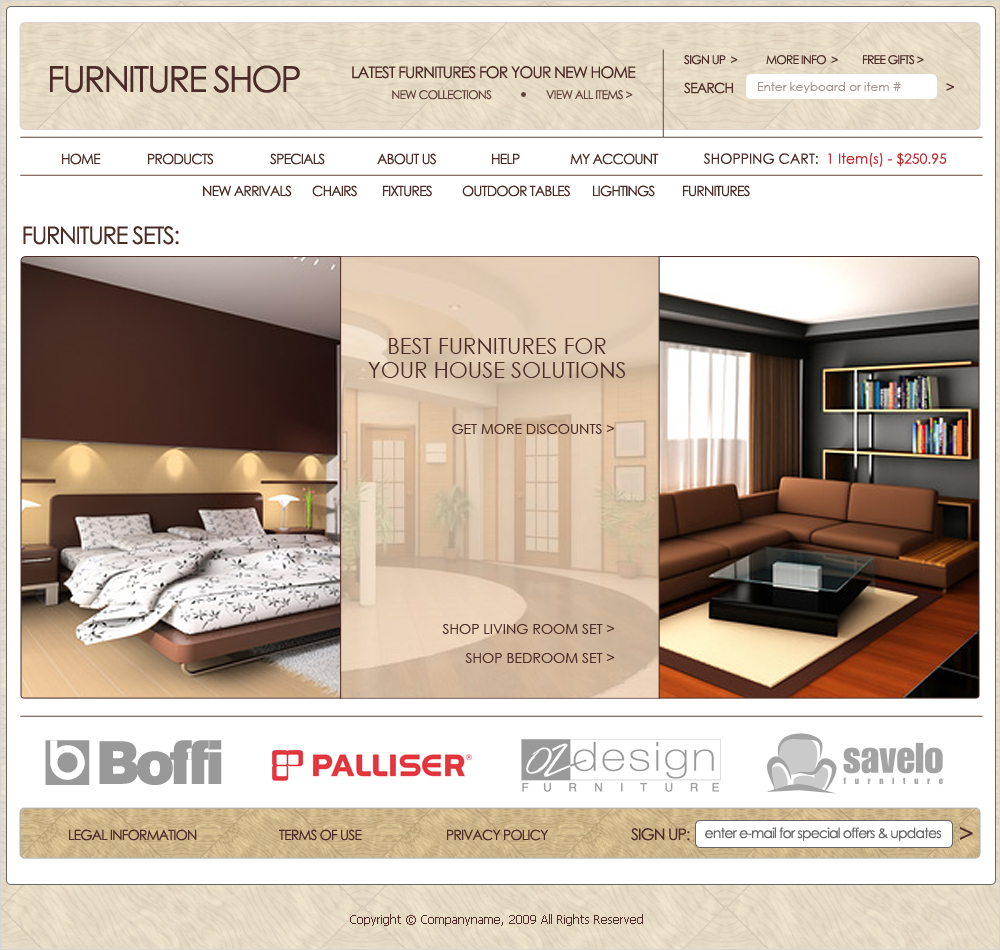 FURNITURE SHOP
LATEST FURNITURES FOR YOUR NEW HOME
NEW COLLECTIONS • VIEW ALL ITEMS >
SIGN UP > MORE INFO > FREE GIFTS >
SEARCH Enter keyboard or item # >
HOME PRODUCTS SPECIALS ABOUT US HELP MY ACCOUNT SHOPPING CART: 1 Item(s) - $250.95
NEW ARRIVALS CHAIRS FIXTURES OUTDOOR TABLES LIGHTINGS FURNITURES
FURNITURE SETS:
BEST FURNITURES FOR
YOUR HOUSE SOLUTIONS
GET MORE DISCOUNTS >
SHOP LIVING ROOM SET >
SHOP BEDROOM SET >
b Boffi
PALLISER®
OZdesign
FURNITURE
savelo
furniture
LEGAL INFORMATION TERMS OF USE PRIVACY POLICY SIGN UP: enter e-mail for special offers & updates >
Copyright © Companyname, 2009 All Rights Reserved